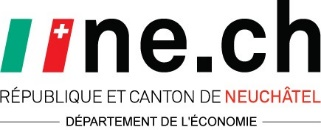 ne.ch
RÉPUBLIQUE ET CANTON DE NEUCHÂTEL
DÉPARTEMENT DE L'ÉCONOMIE